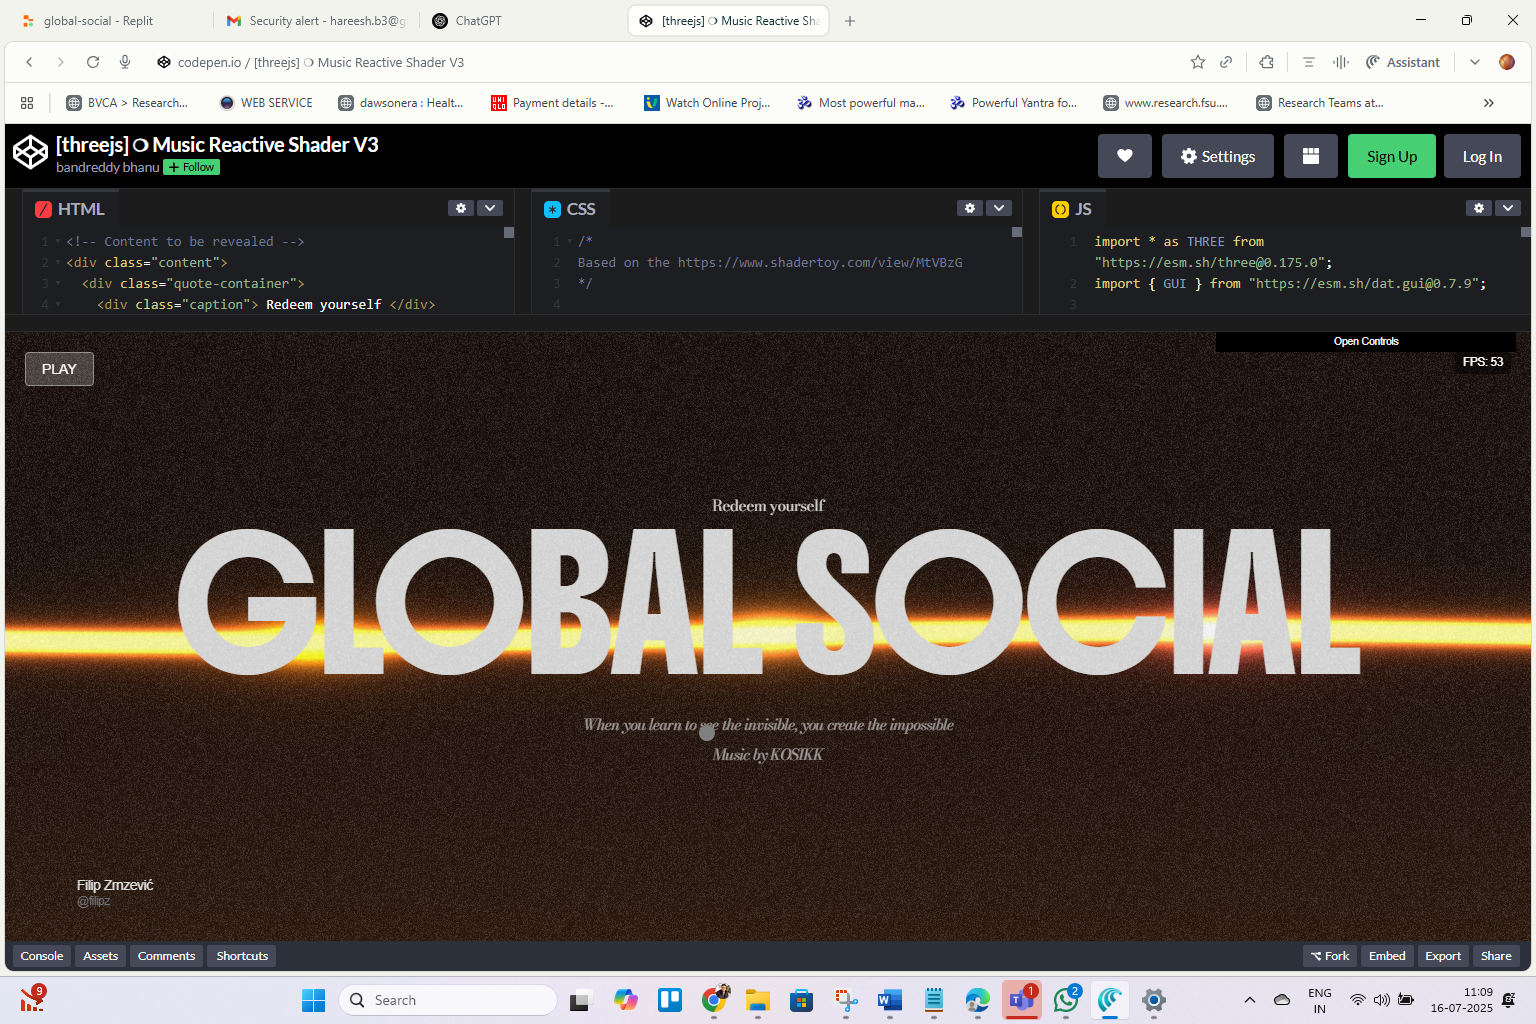 global-social - Replit
Security alert - hareesh.b3@g
ChatGPT
[threejs] ❍ Music Reactive Sha
codepen.io / [threejs] ❍ Music Reactive Shader V3
Assistant
BVCA > Research...
WEB SERVICE
dawsonera : Healt...
UNI QLO
Payment details -...
Watch Online Proj...
Most powerful ma...
Powerful Yantra fo...
www.research.fsu....
Research Teams at...
[threejs] ❍ Music Reactive Shader V3
bandreddy bhanu
+ Follow
Settings
Sign Up
Log In
HTML
1 <!-- Content to be revealed -->
2 <div class="content">
3 <div class="quote-container">
4 <div class="caption"> Redeem yourself </div>
CSS
1 /*
2 Based on the https://www.shadertoy.com/view/MtVBzG
3 */
4
JS
1 import * as THREE from
"https://esm.sh/three@0.175.0";
2 import { GUI } from "https://esm.sh/dat.gui@0.7.9";
3
PLAY
Open Controls
FPS: 53
Redeem yourself
GLOBAL SOCIAL
When you learn to see the invisible, you create the impossible
Music by KOSIKK
Filip Zrnzević
@filipz
Console
Assets
Comments
Shortcuts
Fork
Embed
Export
Share
9
Search
1
2
ENG
IN
11:09
16-07-2025